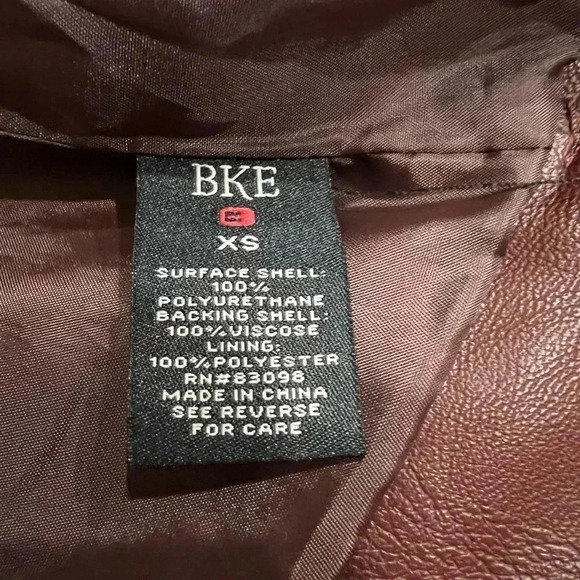 BKE
XS
SURFACE SHELL:
100%
POLYURETHANE
BACKING SHELL:
100%VISCOSE
LINING:
100%POLYESTER
RN#83098
MADE IN CHINA
SEE REVERSE
FOR CARE